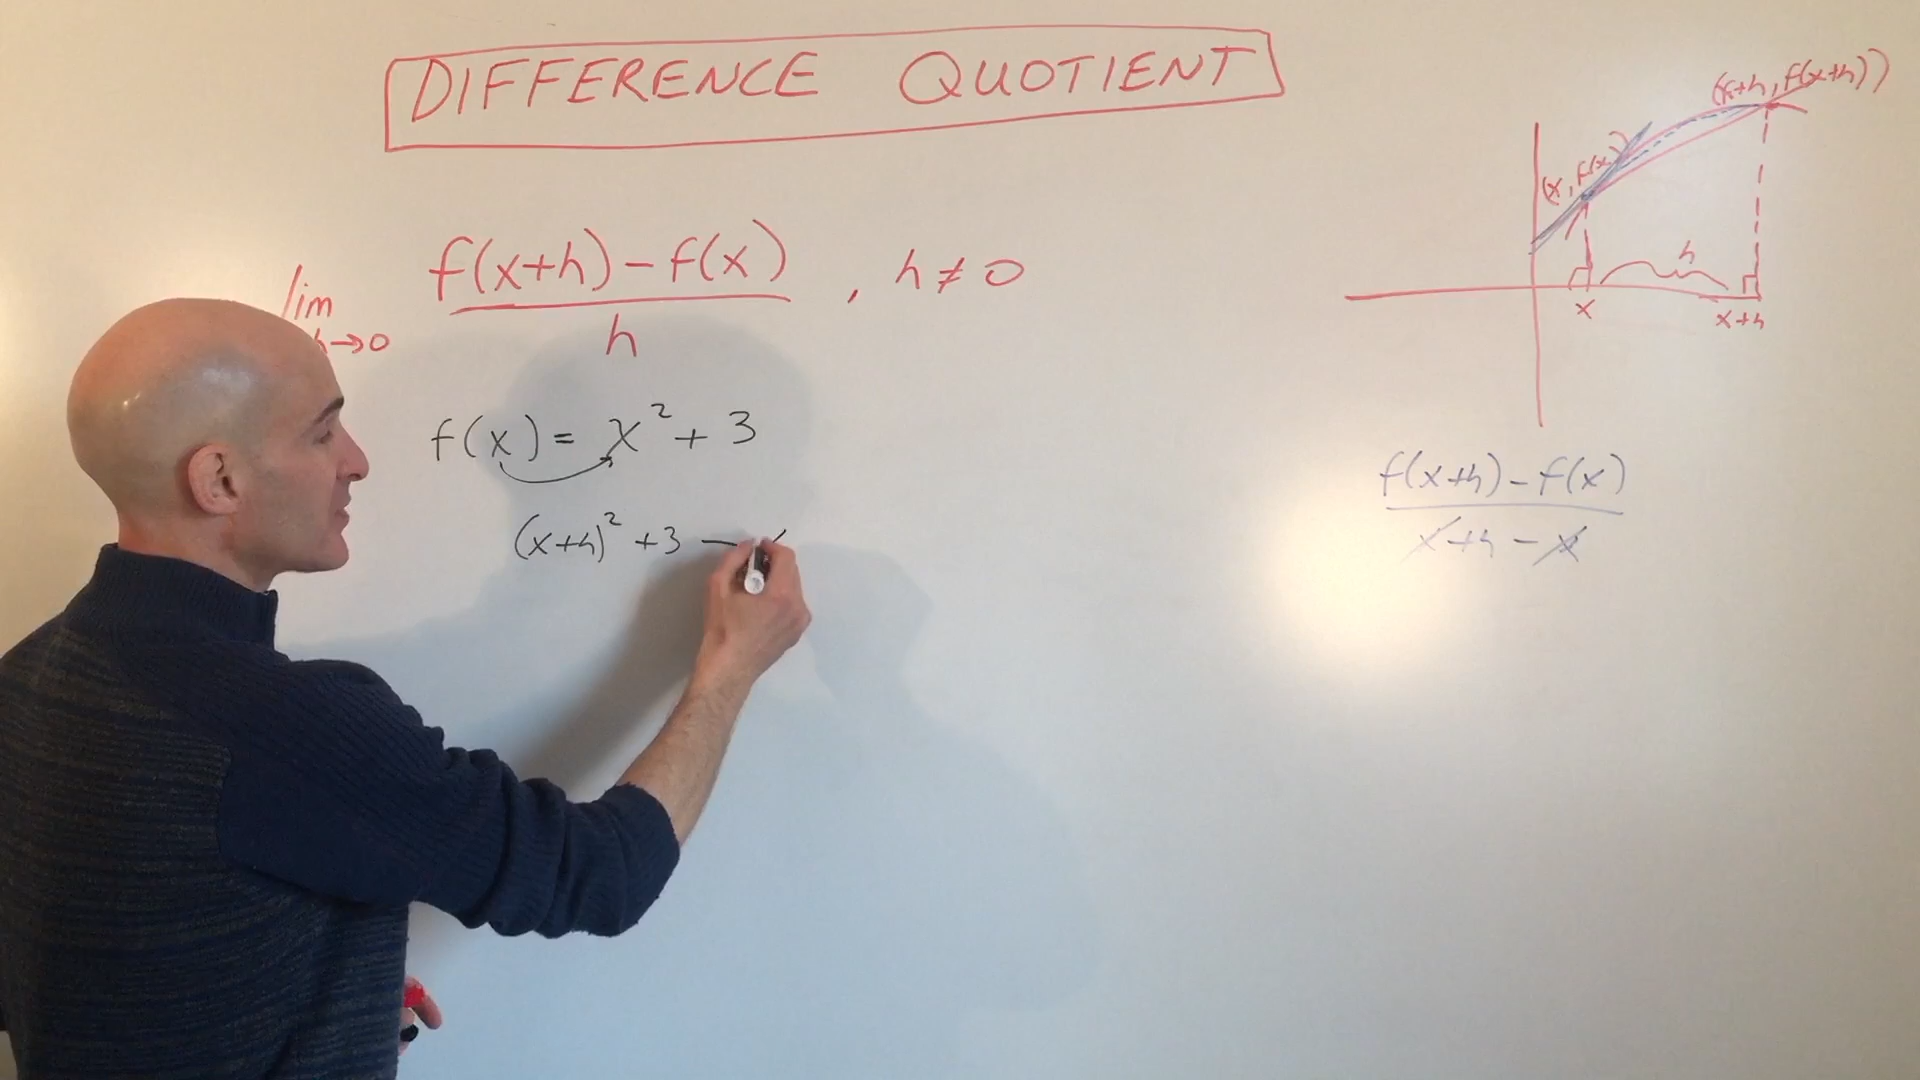 DIFFERENCE QUOTIENT
lim h→0 f(x+h)-f(x) / h , h≠0
f(x) = x² + 3
(x+h)² +3 -
(x+h, f(x+h))
(x, f(x))
h
x x+h
f(x+h)-f(x)
x+h-x